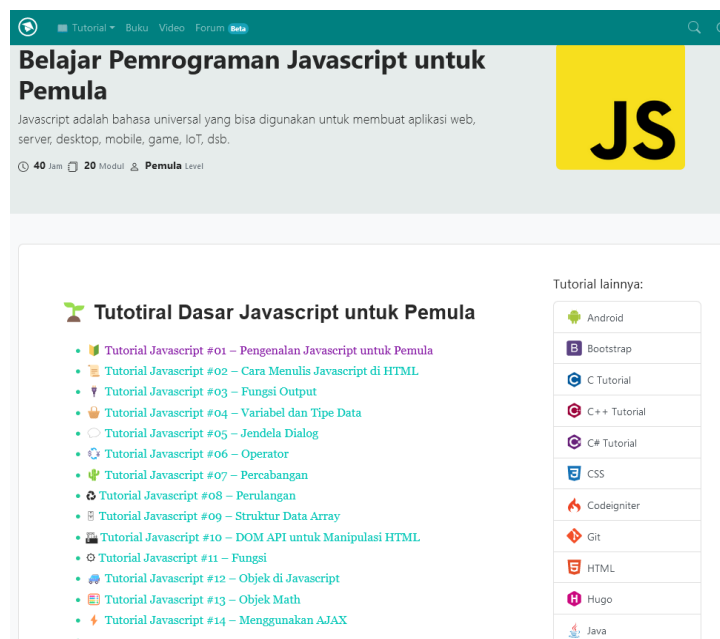 Tutorial Buku Video Forum Beta
Belajar Pemrograman Javascript untuk
Pemula
Javascript adalah bahasa universal yang bisa digunakan untuk membuat aplikasi web,
server, desktop, mobile, game, IoT, dsb.
40 Jam 20 Modul Pemula Level
JS
Tutotiral Dasar Javascript untuk Pemula
Tutorial Javascript #01 – Pengenalan Javascript untuk Pemula
Tutorial Javascript #02 – Cara Menulis Javascript di HTML
Tutorial Javascript #03 – Fungsi Output
Tutorial Javascript #04 – Variabel dan Tipe Data
Tutorial Javascript #05 – Jendela Dialog
Tutorial Javascript #06 – Operator
Tutorial Javascript #07 – Percabangan
Tutorial Javascript #08 – Perulangan
Tutorial Javascript #09 – Struktur Data Array
Tutorial Javascript #10 – DOM API untuk Manipulasi HTML
Tutorial Javascript #11 – Fungsi
Tutorial Javascript #12 – Objek di Javascript
Tutorial Javascript #13 – Objek Math
Tutorial Javascript #14 – Menggunakan AJAX
Tutorial lainnya:
Android
B Bootstrap
C C Tutorial
C C++ Tutorial
C C# Tutorial
3 CSS
Codeigniter
Git
5 HTML
H Hugo
Java